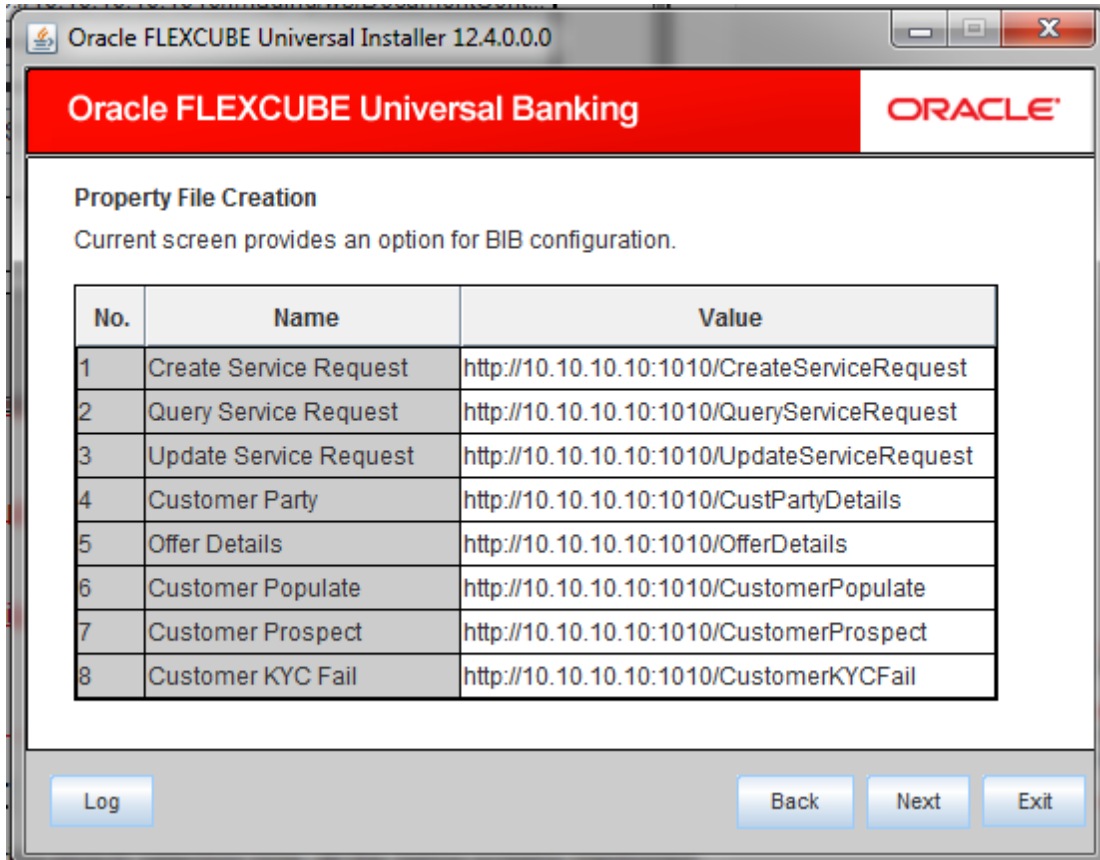 Oracle FLEXCUBE Universal Installer 12.4.0.0.0
Oracle FLEXCUBE Universal Banking
ORACLE
Property File Creation
Current screen provides an option for BIB configuration.
No. Name Value
1 Create Service Request http://10.10.10.10:1010/CreateServiceRequest
2 Query Service Request http://10.10.10.10:1010/QueryServiceRequest
3 Update Service Request http://10.10.10.10:1010/UpdateServiceRequest
4 Customer Party http://10.10.10.10:1010/CustPartyDetails
5 Offer Details http://10.10.10.10:1010/OfferDetails
6 Customer Populate http://10.10.10.10:1010/CustomerPopulate
7 Customer Prospect http://10.10.10.10:1010/CustomerProspect
8 Customer KYC Fail http://10.10.10.10:1010/CustomerKYCFail
Log Back Next Exit